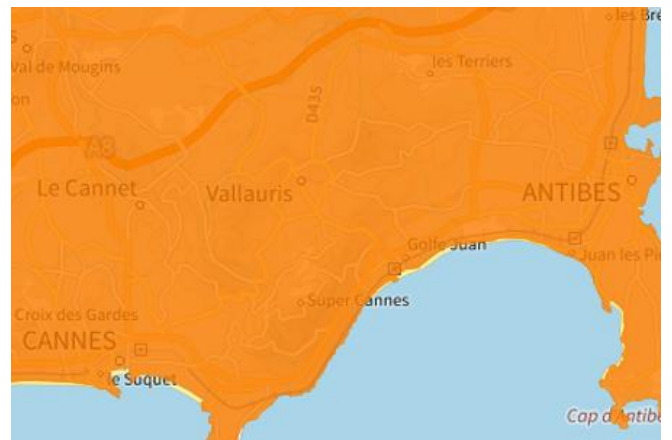 les Bre
s
Val de Mougins
les Terriers
on
D435
A8
Le Cannet
Vallauris
ANTIBES
Golfe Juan
Juan les Pi
Super Cannes
Croix des Gardes
CANNES
le Suquet
Cap d'Antibe